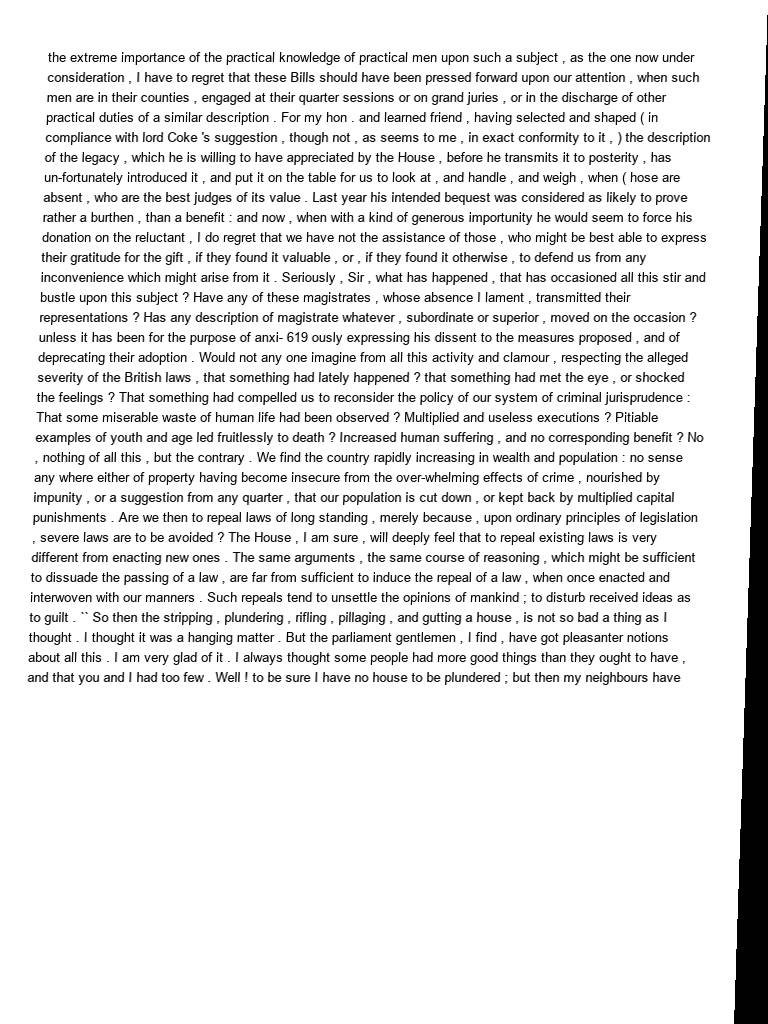 the extreme importance of the practical knowledge of practical men upon such a subject , as the one now under
consideration , I have to regret that these Bills should have been pressed forward upon our attention , when such
men are in their counties , engaged at their quarter sessions or on grand juries , or in the discharge of other
practical duties of a similar description . For my hon . and learned friend , having selected and shaped ( in
compliance with lord Coke 's suggestion , though not , as seems to me , in exact conformity to it , ) the description
of the legacy , which he is willing to have appreciated by the House , before he transmits it to posterity , has
un-fortunately introduced it , and put it on the table for us to look at , and handle , and weigh , when ( hose are
absent , who are the best judges of its value . Last year his intended bequest was considered as likely to prove
rather a burthen , than a benefit : and now , when with a kind of generous importunity he would seem to force his
donation on the reluctant , I do regret that we have not the assistance of those , who might be best able to express
their gratitude for the gift , if they found it valuable , or , if they found it otherwise , to defend us from any
inconvenience which might arise from it . Seriously , Sir , what has happened , that has occasioned all this stir and
bustle upon this subject ? Have any of these magistrates , whose absence I lament , transmitted their
representations ? Has any description of magistrate whatever , subordinate or superior , moved on the occasion ?
unless it has been for the purpose of anxi- 619 ously expressing his dissent to the measures proposed , and of
deprecating their adoption . Would not any one imagine from all this activity and clamour , respecting the alleged
severity of the British laws , that something had lately happened ? that something had met the eye , or shocked
the feelings ? That something had compelled us to reconsider the policy of our system of criminal jurisprudence :
That some miserable waste of human life had been observed ? Multiplied and useless executions ? Pitiable
examples of youth and age led fruitlessly to death ? Increased human suffering , and no corresponding benefit ? No
, nothing of all this , but the contrary . We find the country rapidly increasing in wealth and population : no sense
any where either of property having become insecure from the over-whelming effects of crime , nourished by
impunity , or a suggestion from any quarter , that our population is cut down , or kept back by multiplied capital
punishments . Are we then to repeal laws of long standing , merely because , upon ordinary principles of legislation
, severe laws are to be avoided ? The House , I am sure , will deeply feel that to repeal existing laws is very
different from enacting new ones . The same arguments , the same course of reasoning , which might be sufficient
to dissuade the passing of a law , are far from sufficient to induce the repeal of a law , when once enacted and
interwoven with our manners . Such repeals tend to unsettle the opinions of mankind ; to disturb received ideas as
to guilt . `` So then the stripping , plundering , rifling , pillaging , and gutting a house , is not so bad a thing as I
thought . I thought it was a hanging matter . But the parliament gentlemen , I find , have got pleasanter notions
about all this . I am very glad of it . I always thought some people had more good things than they ought to have ,
and that you and I had too few . Well ! to be sure I have no house to be plundered ; but then my neighbours have